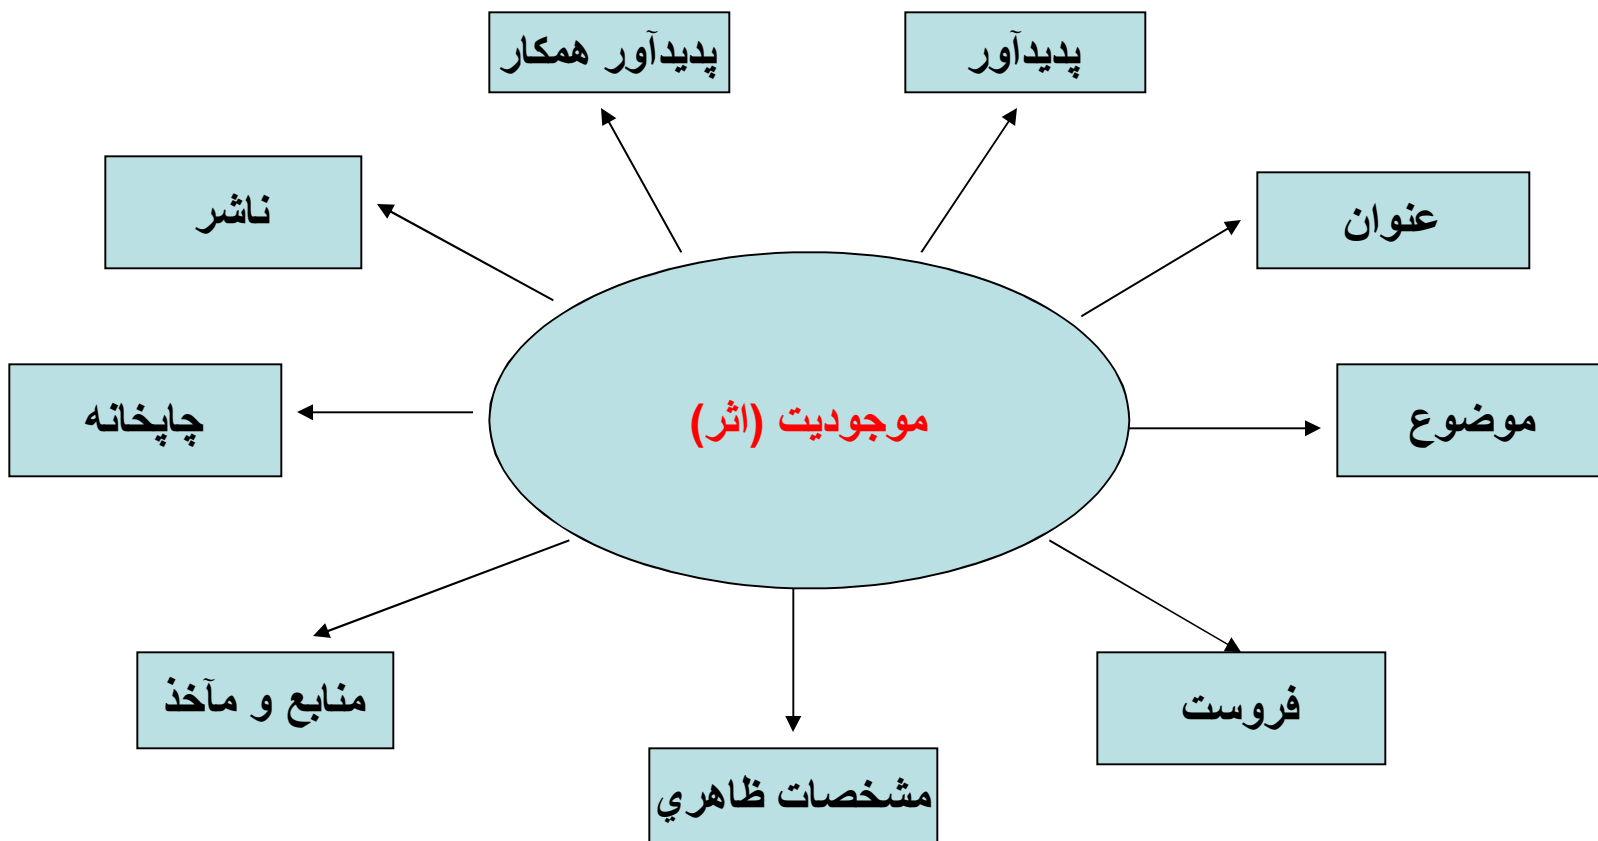 پديدآور
پديدآور همکار
عنوان
ناشر
موضوع
موجوديت (اثر)
چاپخانه
فروست
منابع و مآخذ
مشخصات ظاهري